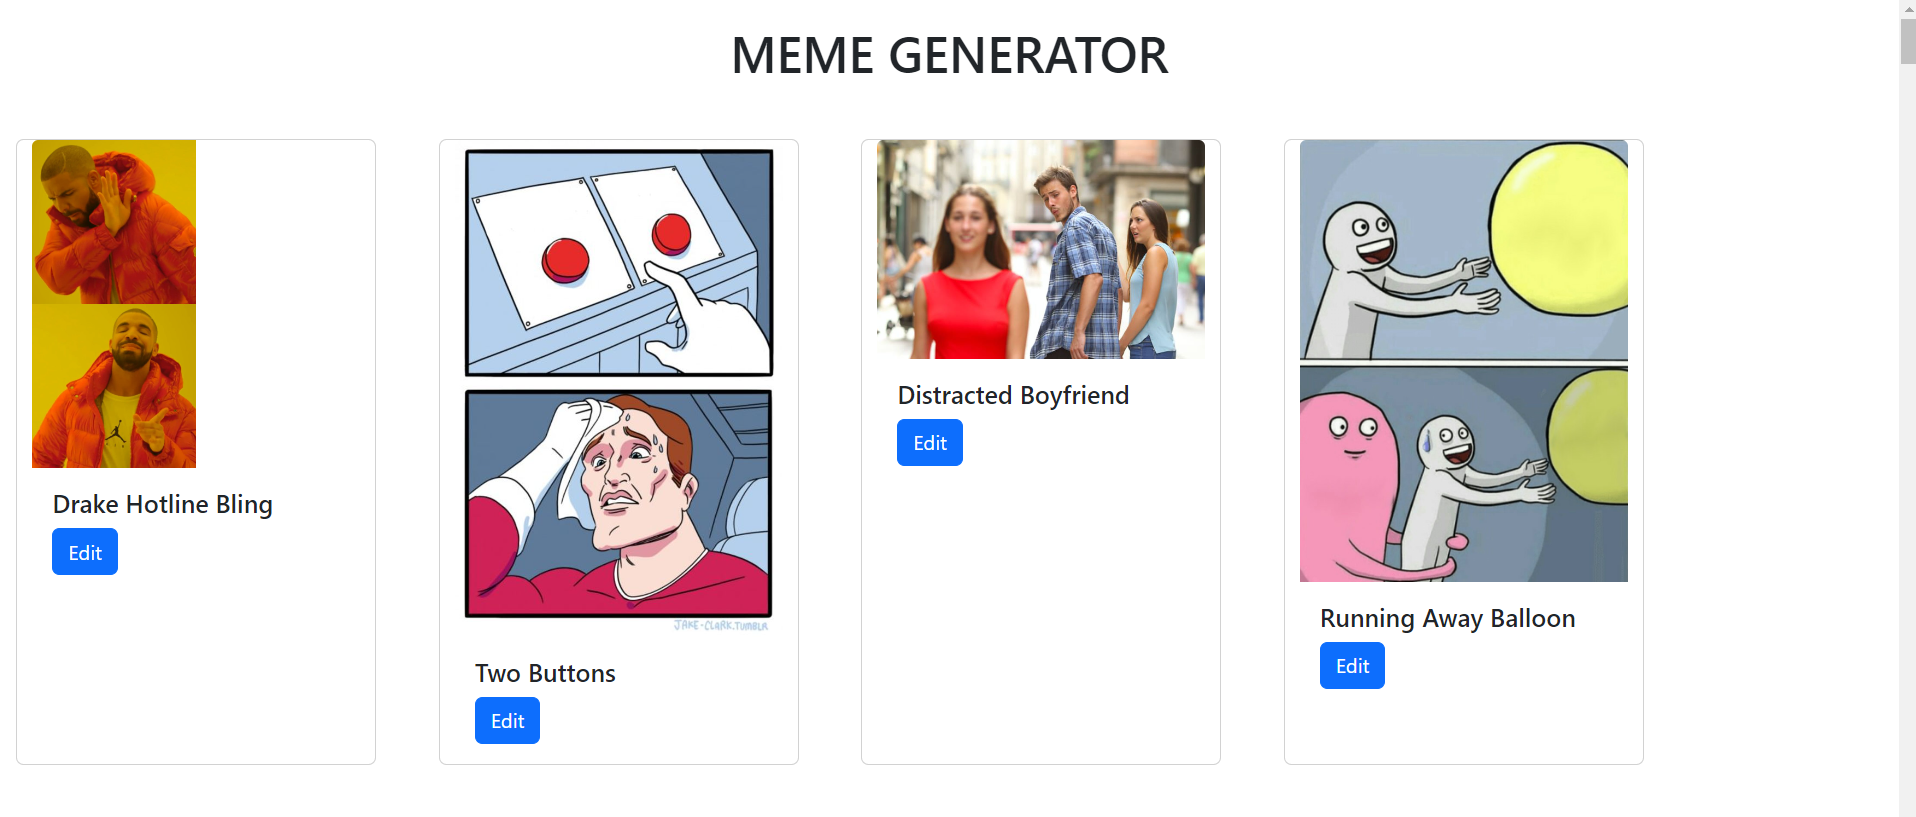 MEME GENERATOR
Drake Hotline Bling
Edit
JAKE-CLARK.TUMBLR
Two Buttons
Edit
Distracted Boyfriend
Edit
Running Away Balloon
Edit